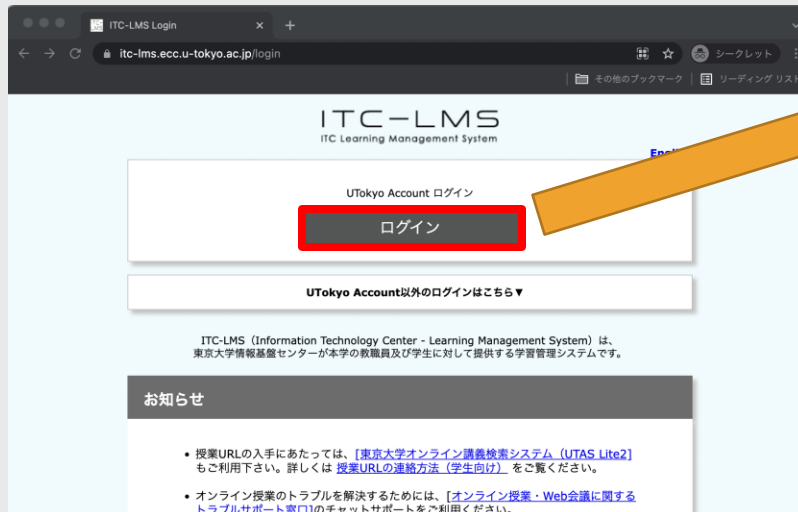 ITC-LMS Login
itc-lms.ecc.u-tokyo.ac.jp/login
シークレット
その他のブックマーク
リーディング リスト
ITC-LMS
ITC Learning Management System
UTokyo Account ログイン
ログイン
UTokyo Account以外のログインはこちら▼
ITC-LMS（Information Technology Center - Learning Management System）は、
東京大学情報基盤センターが本学の教職員及び学生に対して提供する学習管理システムです。
お知らせ
• 授業URLの入手にあたっては、[東京大学オンライン講義検索システム（UTAS Lite2]
もご利用下さい。詳しくは 授業URLの連絡方法（学生向け） をご覧ください。
• オンライン授業のトラブルを解決するためには、[オンライン授業・Web会議に関する
トラブルサポート窓口]のチャットサポートをご利用ください。